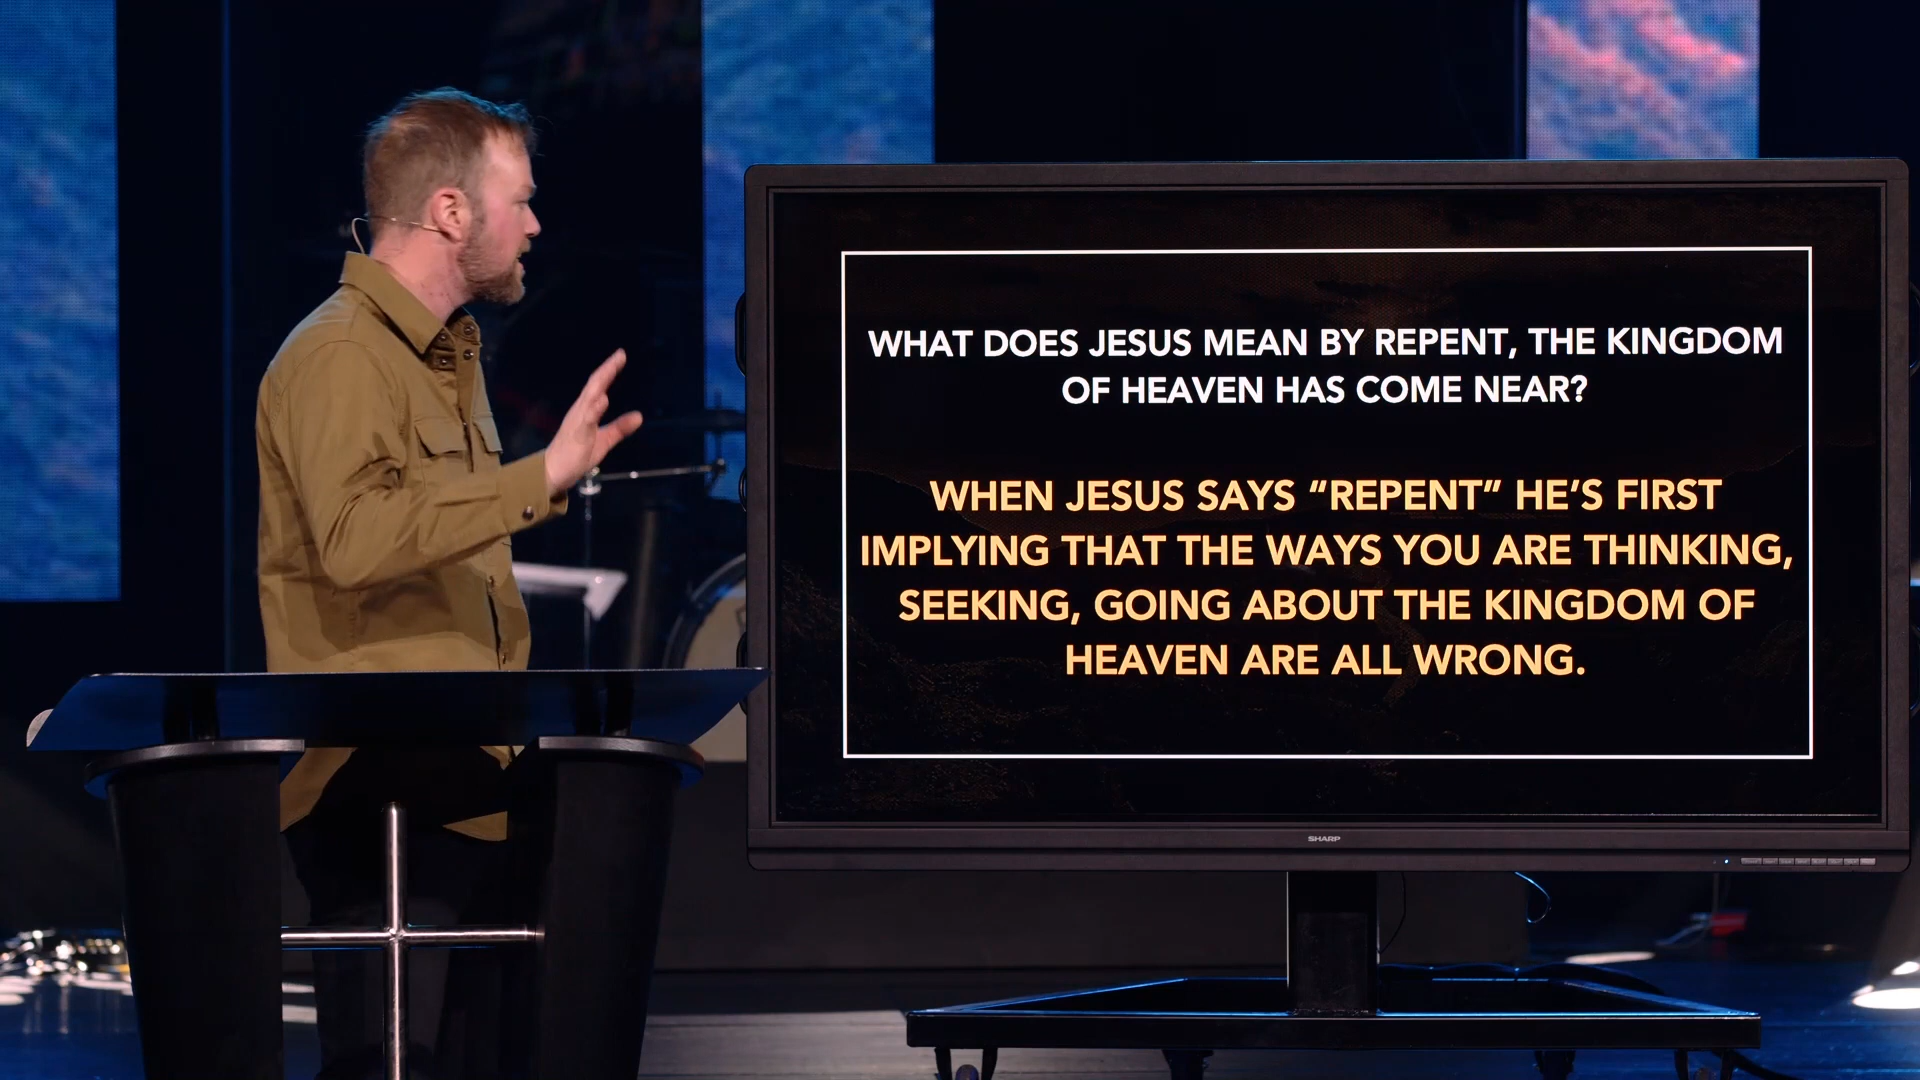 WHAT DOES JESUS MEAN BY REPENT, THE KINGDOM
OF HEAVEN HAS COME NEAR?
WHEN JESUS SAYS “REPENT” HE’S FIRST
IMPLYING THAT THE WAYS YOU ARE THINKING,
SEEKING, GOING ABOUT THE KINGDOM OF
HEAVEN ARE ALL WRONG.
SHARP